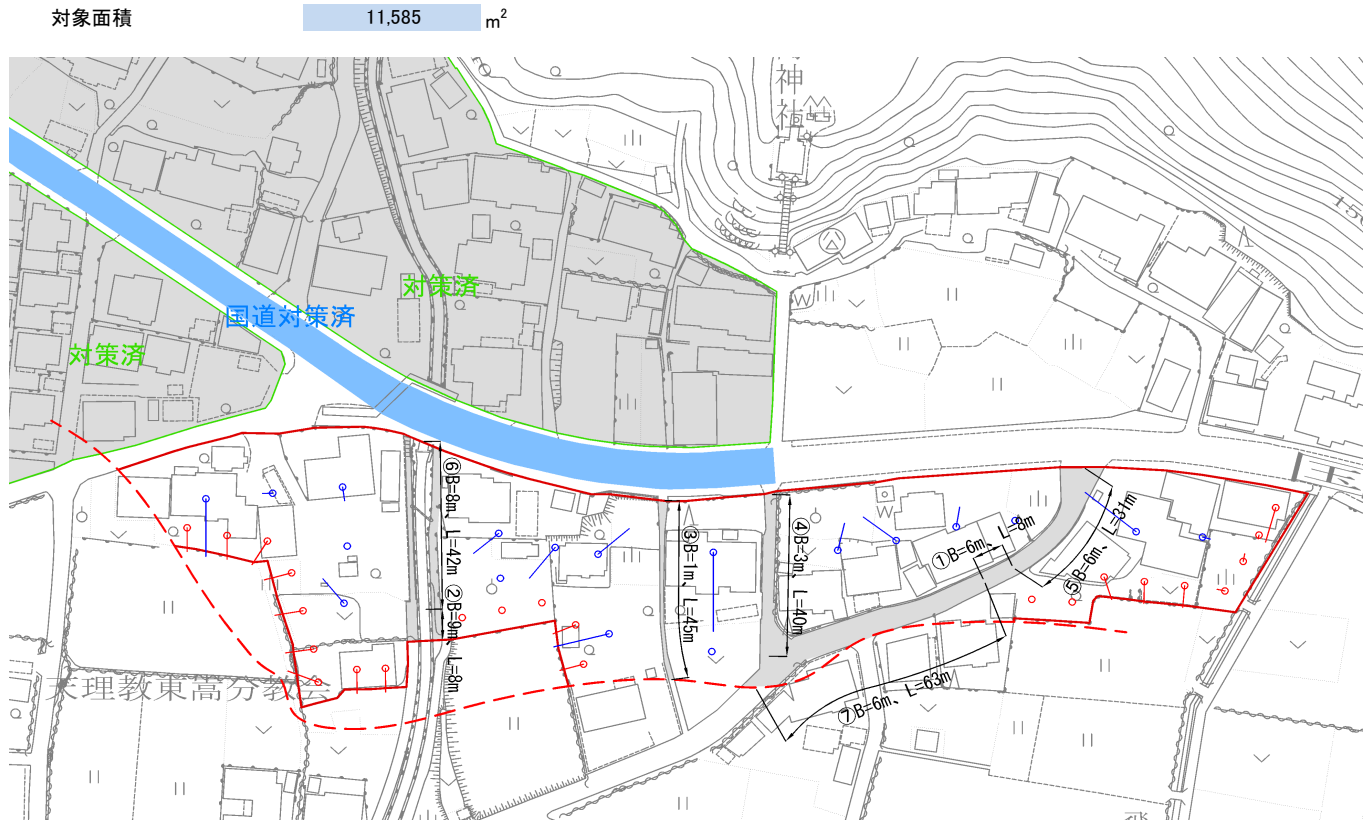 対象面積 11,585 m²
神
社
対策済
国道対策済
対策済
⑥B=8m、L=42m
②B=9m、L=8m
③B=1m、L=45m
④B=3m、L=40m
①B=6m、L=8m
⑤B=6m、L=31m
⑦B=6m、L=63m
天理教東嵩分教会